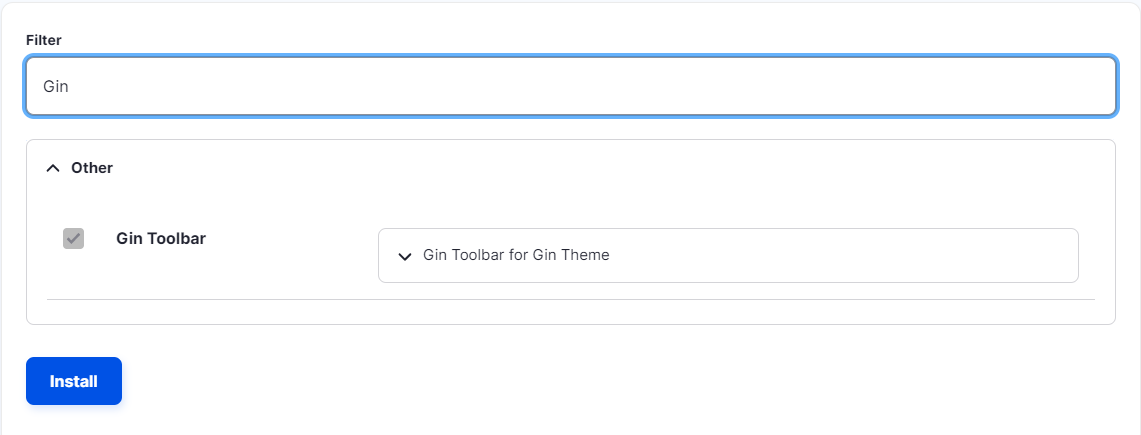 Filter
Gin
Other
Gin Toolbar
Gin Toolbar for Gin Theme
Install